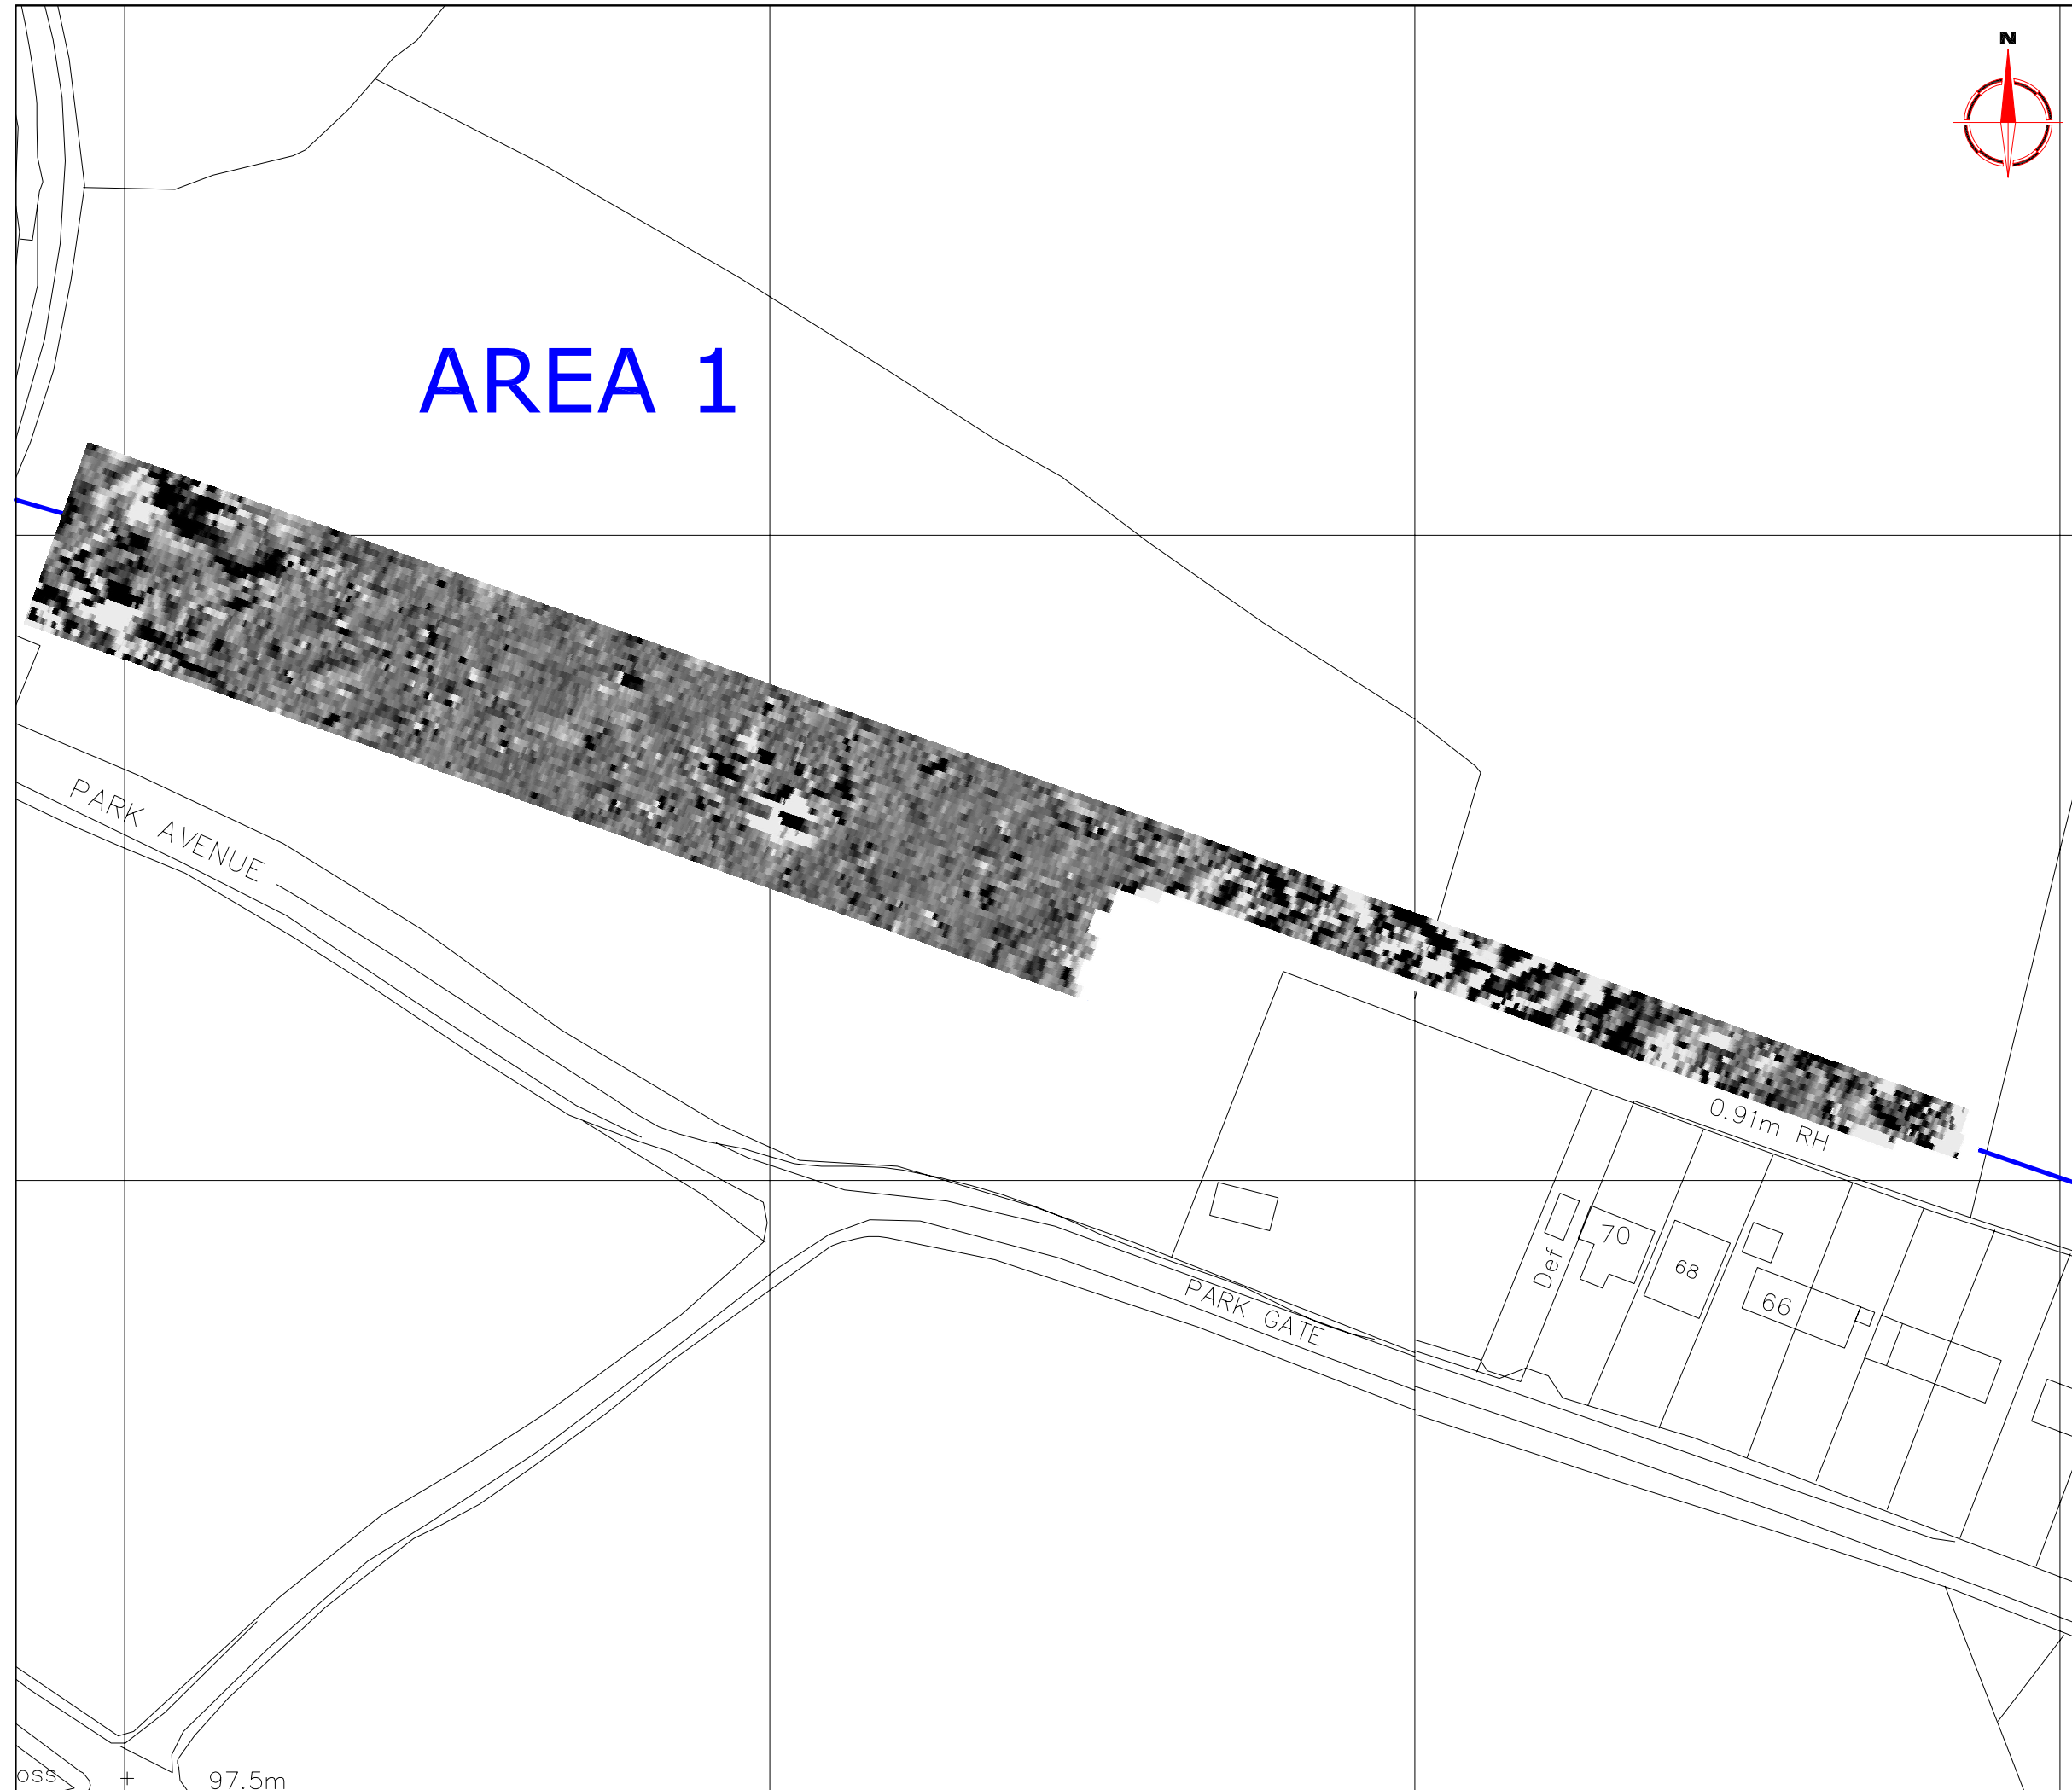 N
AREA 1
PARK AVENUE
0.91m RH
70
68
Def
66
PARK GATE
oss
97.5m